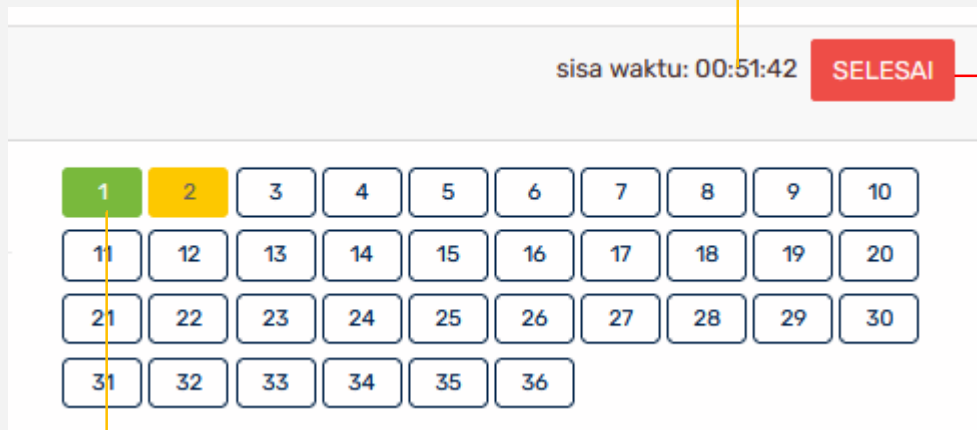 sisa waktu: 00:51:42 SELESAI
1 2 3 4 5 6 7 8 9 10
11 12 13 14 15 16 17 18 19 20
21 22 23 24 25 26 27 28 29 30
31 32 33 34 35 36